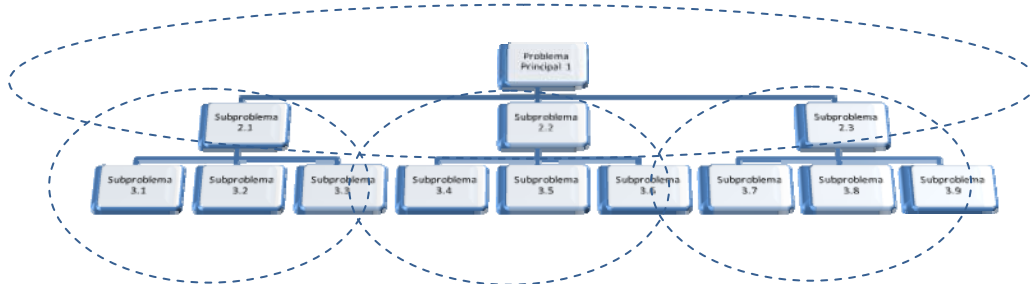 Problema
Principal 1
Subproblema
2.1
Subproblema
2.2
Subproblema
2.3
Subproblema
3.1
Subproblema
3.2
Subproblema
3.3
Subproblema
3.4
Subproblema
3.5
Subproblema
3.6
Subproblema
3.7
Subproblema
3.8
Subproblema
3.9